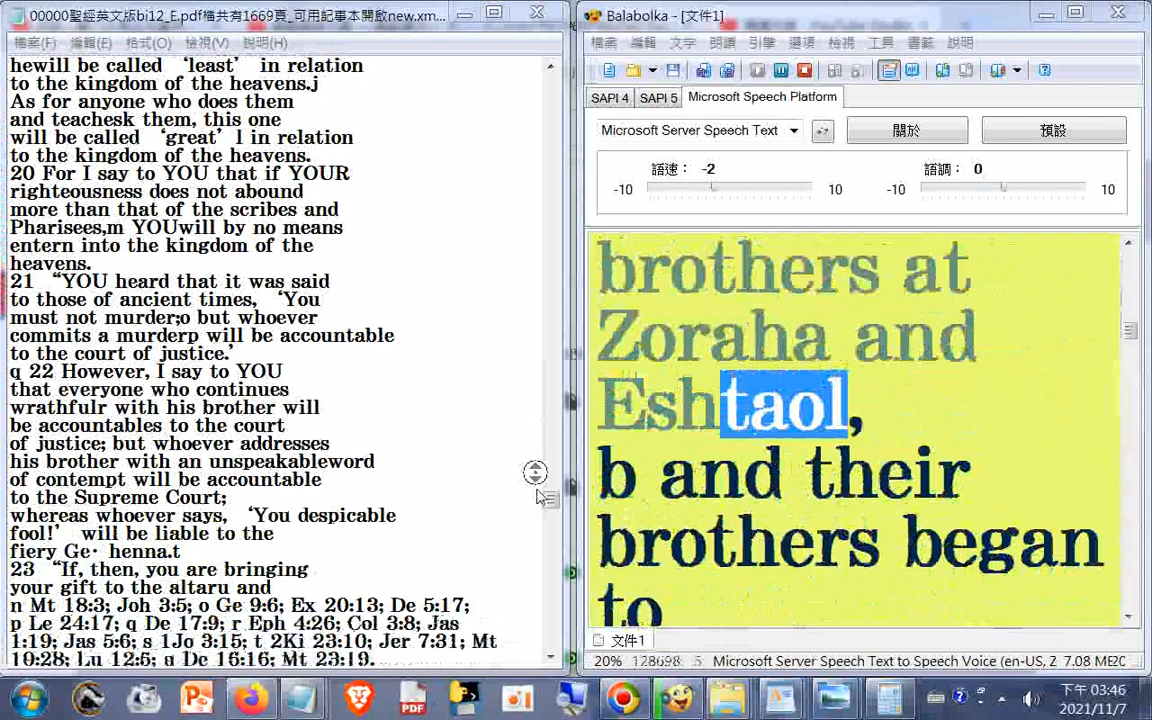 00000聖經英文版bi12_E.pdf檔共有1669頁_可用記事本開啟new.xm...
檔案(F) 編輯(E) 格式(O) 檢視(V) 說明(H)
hewill be called ‘least’ in relation
to the kingdom of the heavens.j
As for anyone who does them
and teachesk them, this one
will be called ‘great’ l in relation
to the kingdom of the heavens.
20 For I say to YOU that if YOUR
righteousness does not abound
more than that of the scribes and
Pharisees,m YOUwill by no means
entern into the kingdom of the
heavens.
21 “YOU heard that it was said
to those of ancient times, ‘You
must not murder;o but whoever
commits a murderp will be accountable
to the court of justice.’
q 22 However, I say to YOU
that everyone who continues
wrathfulr with his brother will
be accountables to the court
of justice; but whoever addresses
his brother with an unspeakableword
of contempt will be accountable
to the Supreme Court;
whereas whoever says, ‘You despicable
fool!’ will be liable to the
fiery Ge·henna.t
23 “If, then, you are bringing
your gift to the altaru and
n Mt 18:3; Joh 3:5; o Ge 9:6; Ex 20:13; De 5:17;
p Le 24:17; q De 17:9; r Eph 4:26; Col 3:8; Jas
1:19; Jas 5:6; s 1Jo 3:15; t 2Ki 23:10; Jer 7:31; Mt
10:28; Lu 12:5; u De 16:16; Mt 23:19.
Balabolka - [文件1]
檔案 編輯 文字 朗讀 引擎 選項 檢視 工具 書籤 說明
SAPI 4 SAPI 5 Microsoft Speech Platform
Microsoft Server Speech Text 關於 預設
語速： -2 語調： 0
-10 10 -10 10
brothers at
Zoraha and
Eshtaol,
b and their
brothers began
to
文件1
20% 128698 Microsoft Server Speech Text to Speech Voice (en-US, Z 7.08 ME20
下午 03:46
2021/11/7